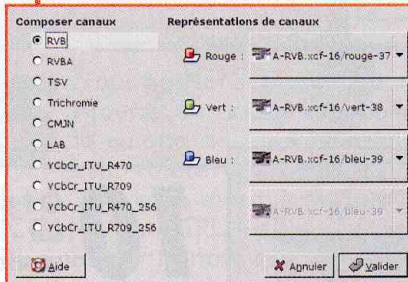 Composer canaux
RVB
RVBA
TSV
Trichromie
CMJN
LAB
YCbCr_ITU_R470
YCbCr_ITU_R709
YCbCr_ITU_R470_256
YCbCr_ITU_R709_256
Représentations de canaux
Rouge : A-RVB.xcf-16/rouge-37
Vert : A-RVB.xcf-16/vert-38
Bleu : A-RVB.xcf-16/bleu-39
A-RVB.xcf-16/bleu-39
Aide
Annuler
Valider